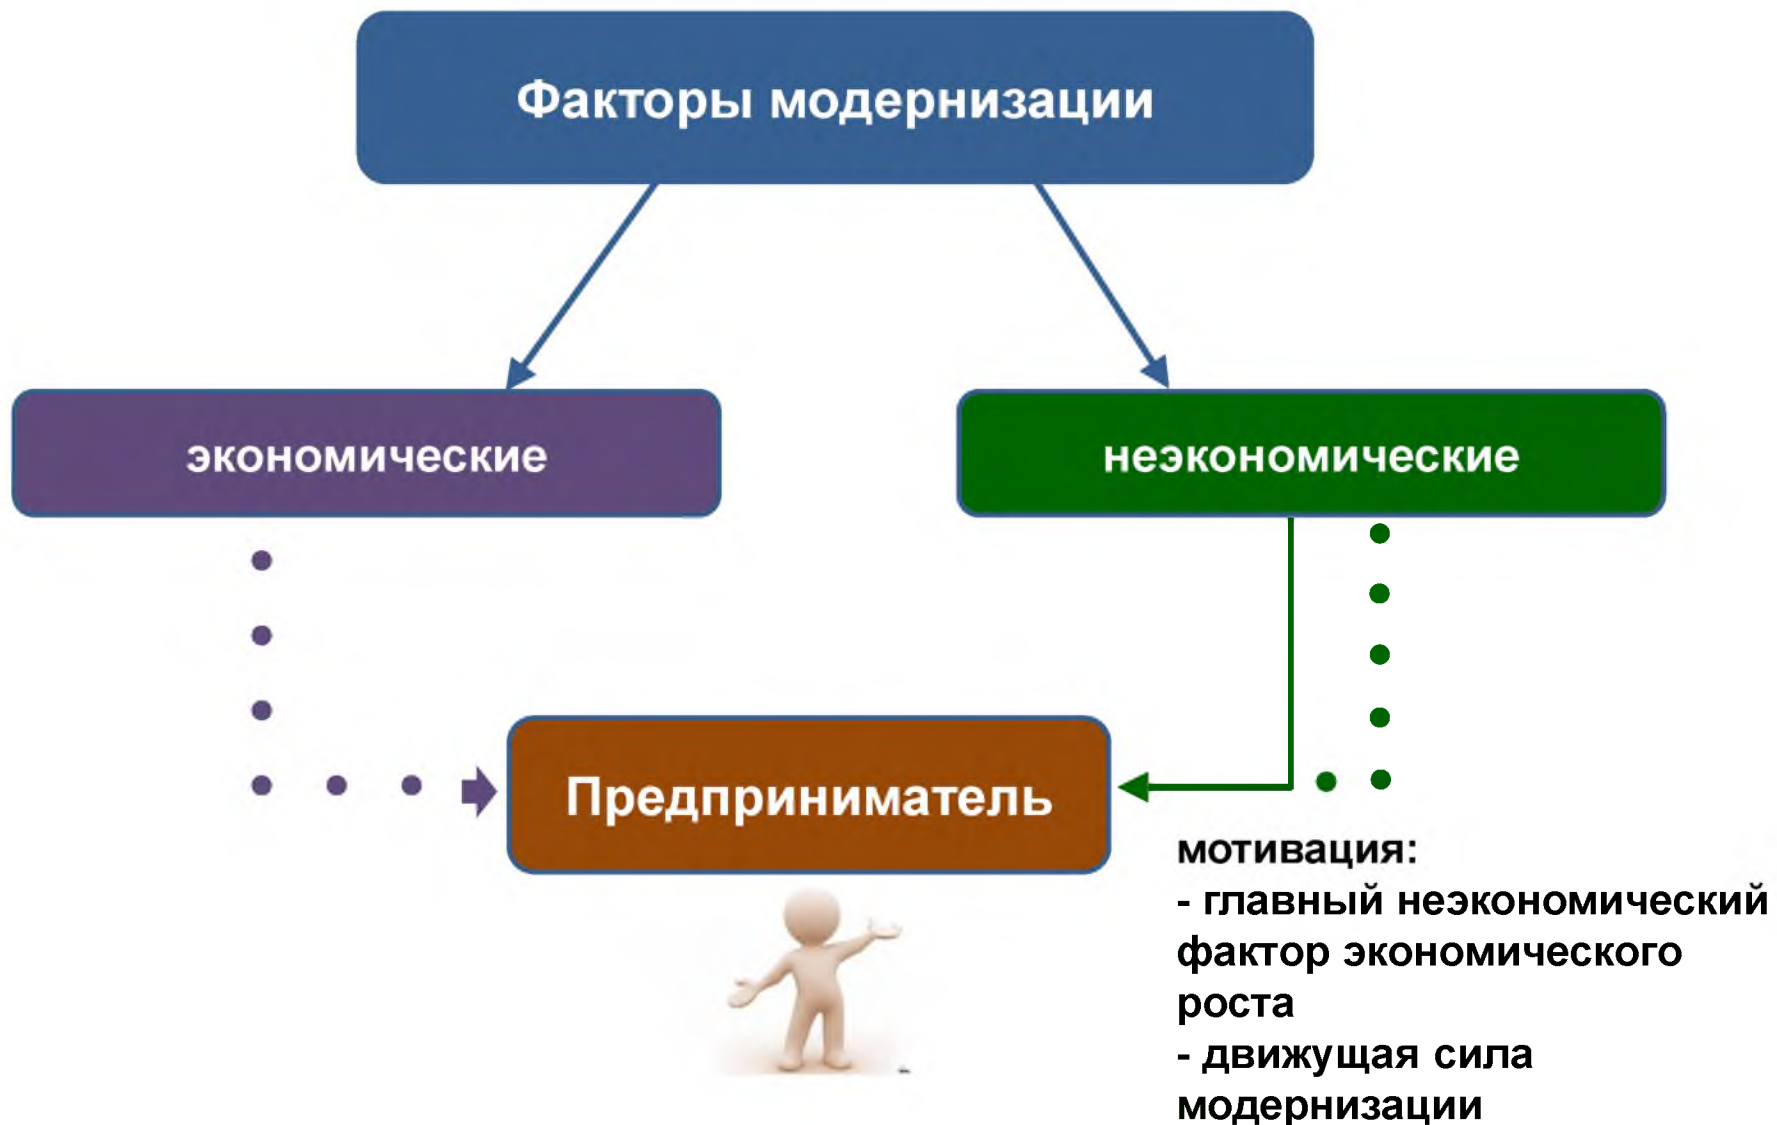 Факторы модернизации
экономические
неэкономические
Предприниматель
мотивация:
- главный неэкономический
фактор экономического
роста
- движущая сила
модернизации